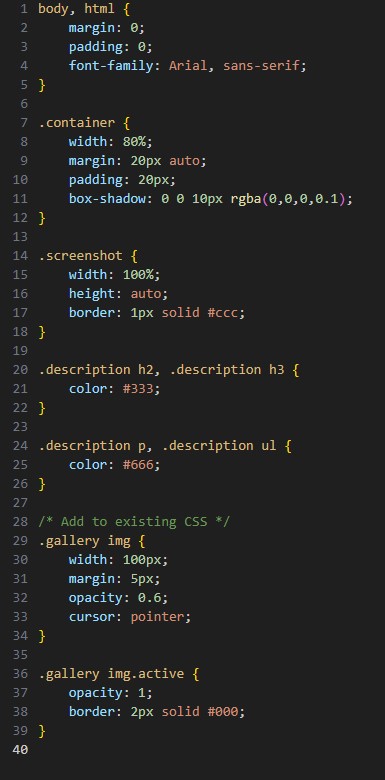 1 body, html {
2     margin: 0;
3     padding: 0;
4     font-family: Arial, sans-serif;
5 }
6
7 .container {
8     width: 80%;
9     margin: 20px auto;
10     padding: 20px;
11     box-shadow: 0 0 10px rgba(0,0,0,0.1);
12 }
13
14 .screenshot {
15     width: 100%;
16     height: auto;
17     border: 1px solid #ccc;
18 }
19
20 .description h2, .description h3 {
21     color: #333;
22 }
23
24 .description p, .description ul {
25     color: #666;
26 }
27
28 /* Add to existing CSS */
29 .gallery img {
30     width: 100px;
31     margin: 5px;
32     opacity: 0.6;
33     cursor: pointer;
34 }
35
36 .gallery img.active {
37     opacity: 1;
38     border: 2px solid #000;
39 }
40